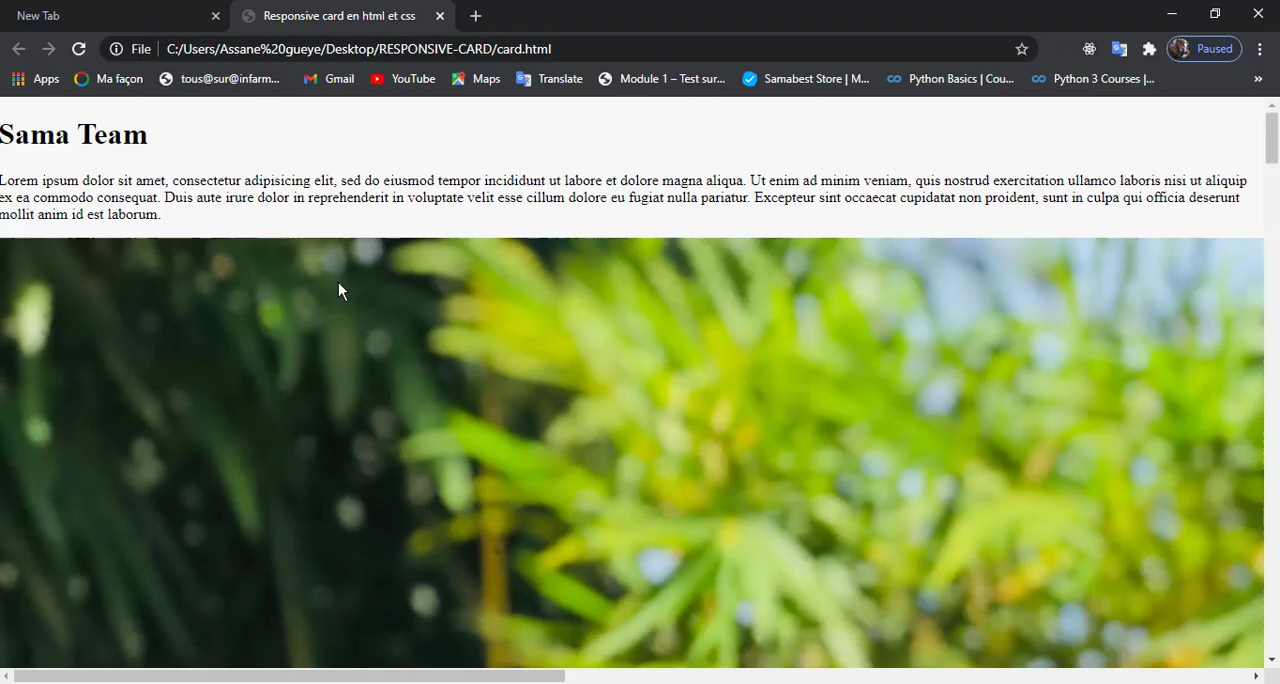 New Tab
Responsive card en html et css
File
C:/Users/Assane%20gueye/Desktop/RESPONSIVE-CARD/card.html
Paused
Apps
Ma façon
tous@sur@infarm...
Gmail
YouTube
Maps
Translate
Module 1 – Test sur...
Samabest Store | M...
Python Basics | Cou...
Python 3 Courses |...
Sama Team
Lorem ipsum dolor sit amet, consectetur adipisicing elit, sed do eiusmod tempor incididunt ut labore et dolore magna aliqua. Ut enim ad minim veniam, quis nostrud exercitation ullamco laboris nisi ut aliquip
ex ea commodo consequat. Duis aute irure dolor in reprehenderit in voluptate velit esse cillum dolore eu fugiat nulla pariatur. Excepteur sint occaecat cupidatat non proident, sunt in culpa qui officia deserunt
mollit anim id est laborum.